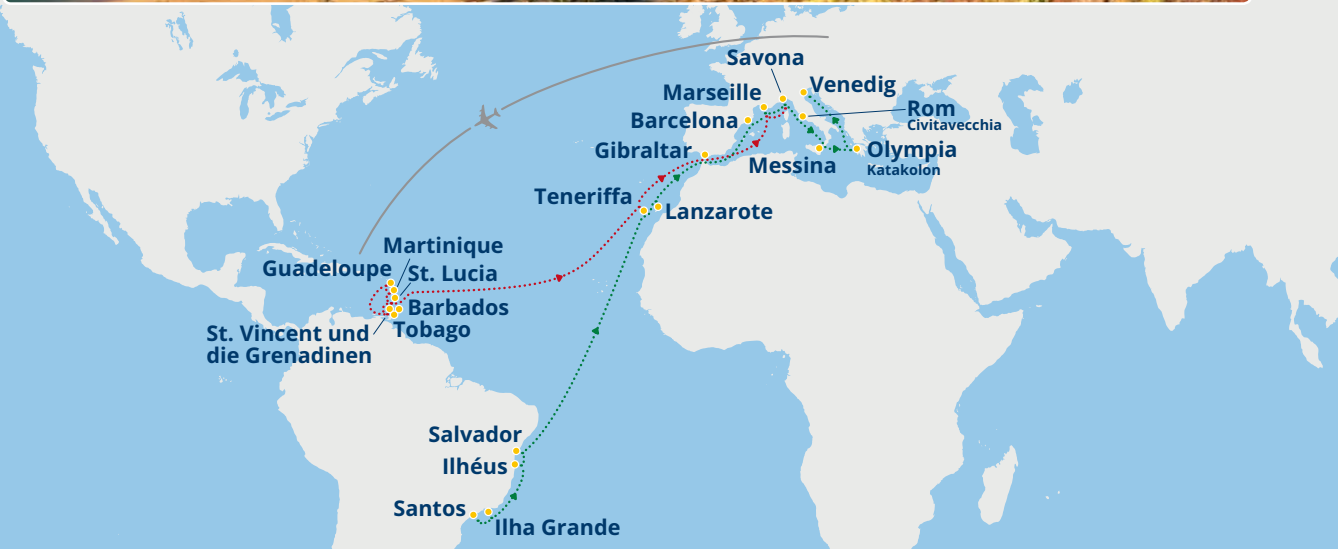 Savona
Venedig
Marseille
Rom
Civitavecchia
Barcelona
Gibraltar
Olympia
Messina
Katakolon
Teneriffa
Lanzarote
Martinique
Guadeloupe
St. Lucia
Barbados
St. Vincent und
die Grenadinen
Tobago
Salvador
Ilhéus
Santos
Ilha Grande